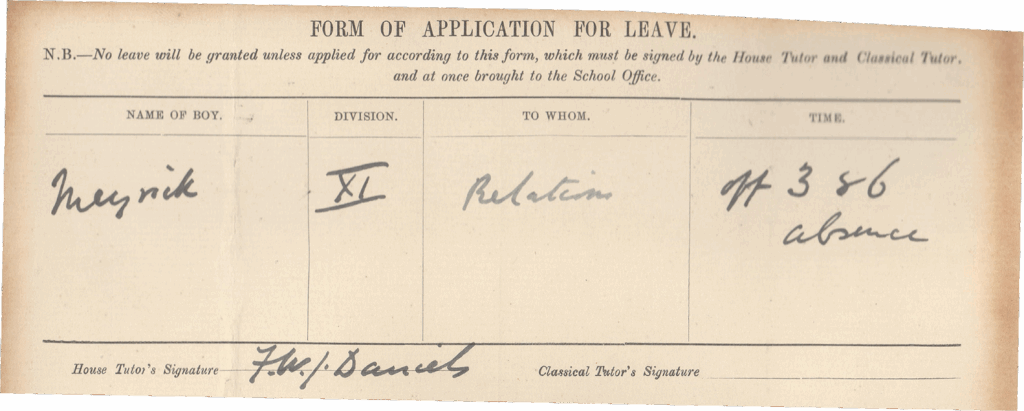 FORM OF APPLICATION FOR LEAVE.
N.B.—No leave will be granted unless applied for according to this form, which must be signed by the House Tutor and Classical Tutor,
and at once brought to the School Office.
NAME OF BOY. DIVISION. TO WHOM. TIME.
Meyrick XI Relations off 3 & 6
absence
House Tutor's Signature F.W.J. Daniels Classical Tutor's Signature